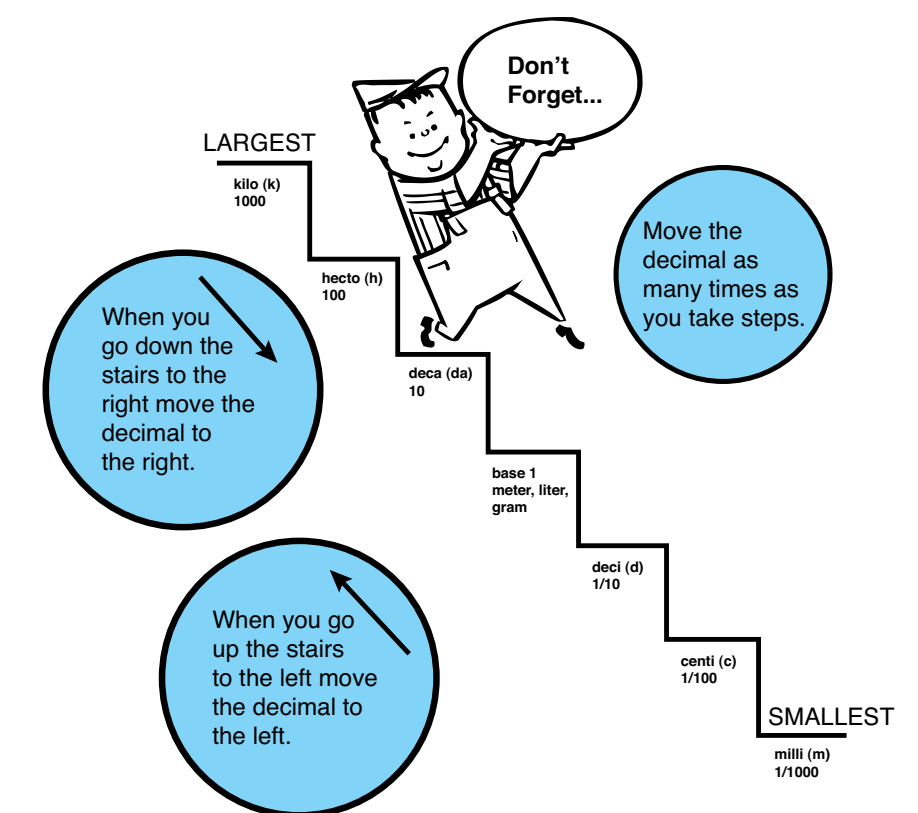 Don't
Forget...
LARGEST
kilo (k)
1000
hecto (h)
100
deca (da)
10
base 1
meter, liter,
gram
deci (d)
1/10
centi (c)
1/100
SMALLEST
milli (m)
1/1000
Move the
decimal as
many times as
you take steps.
When you
go down the
stairs to the
right move the
decimal to
the right.
When you go
up the stairs
to the left move
the decimal to
the left.